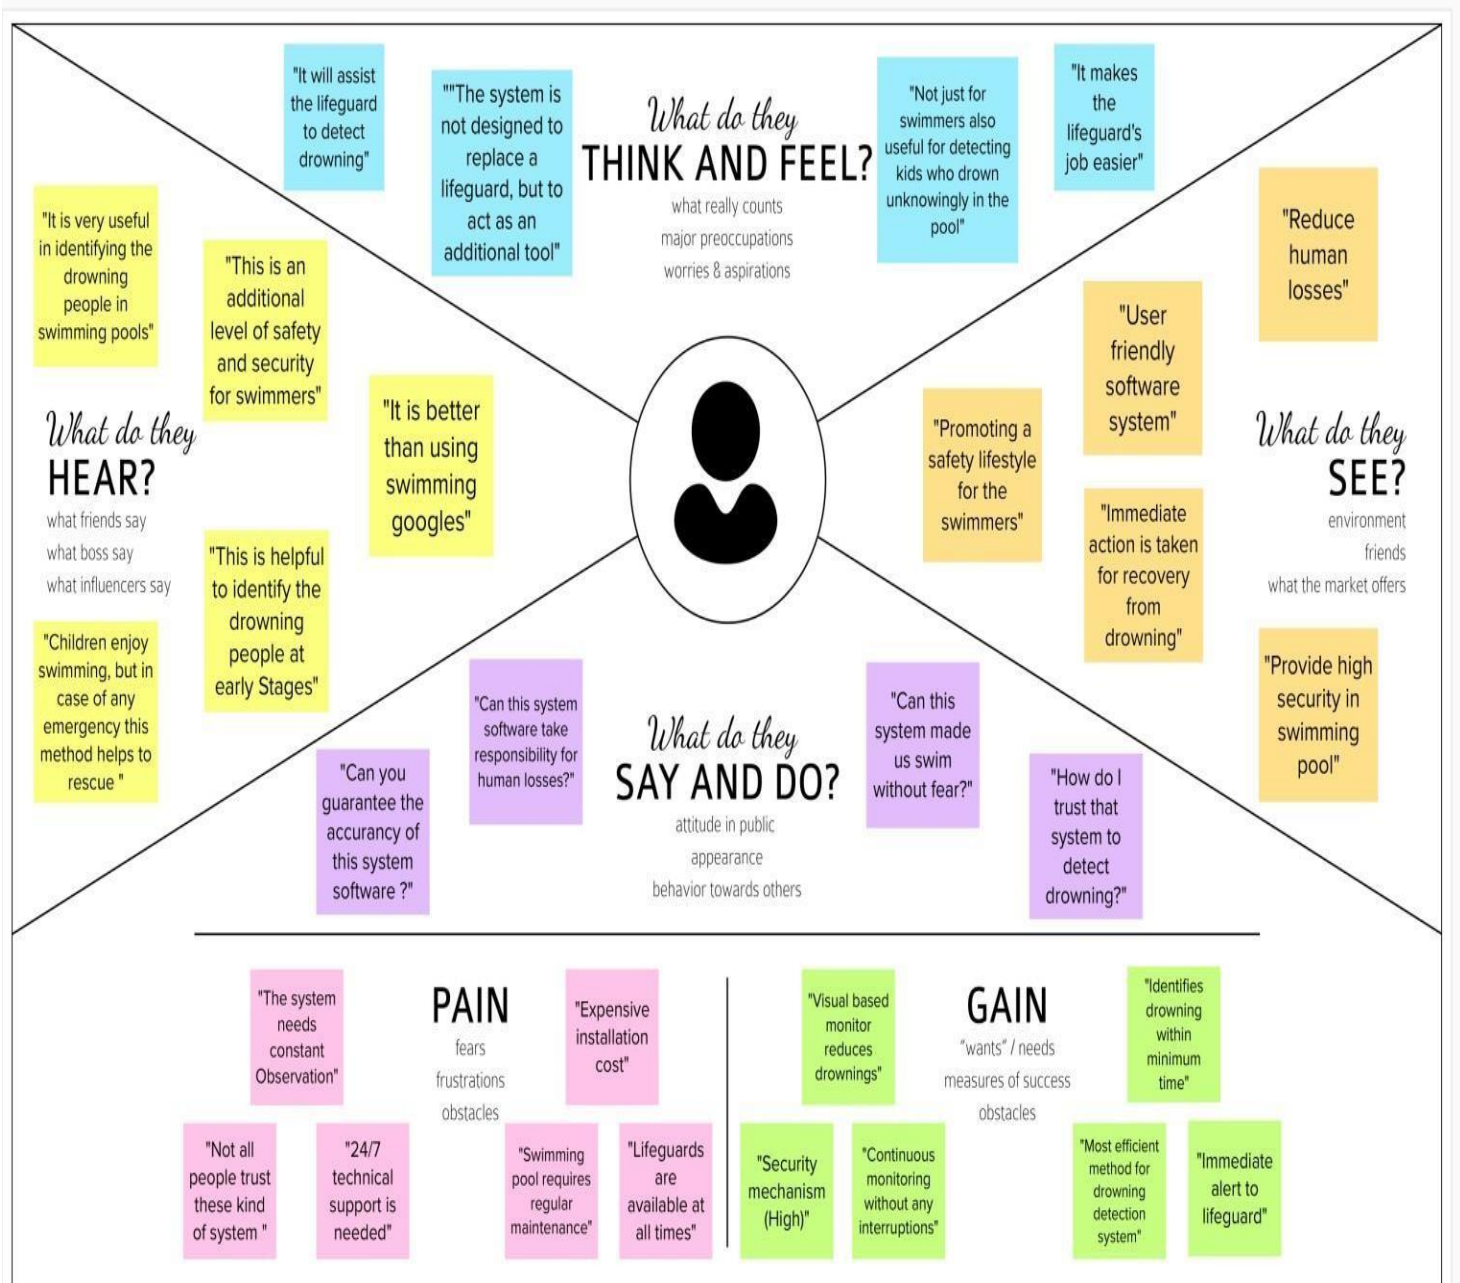 "It will assist
the lifeguard
to detect
drowning"
""The system is
not designed to
replace a
lifeguard, but to
act as an
additional tool"
What do they
THINK AND FEEL?
what really counts
major preoccupations
worries & aspirations
"Not just for
swimmers also
useful for detecting
kids who drown
unknowingly in the
pool"
"It makes
the
lifeguard's
job easier"
"It is very useful
in identifying the
drowning
people in
swimming pools"
"This is an
additional
level of safety
and security
for swimmers"
"It is better
than using
swimming
googles"
What do they
HEAR?
what friends say
what boss say
what influencers say
"This is helpful
to identify the
drowning
people at
early Stages"
"Children enjoy
swimming, but in
case of any
emergency this
method helps to
rescue "
"Reduce
human
losses"
"User
friendly
software
system"
"Promoting a
safety lifestyle
for the
swimmers"
What do they
SEE?
environment
friends
what the market offers
"Immediate
action is taken
for recovery
from
drowning"
"Provide high
security in
swimming
pool"
"Can you
guarantee the
accurancy of
this system
software ?"
"Can this system
software take
responsibility for
human losses?"
What do they
SAY AND DO?
attitude in public
appearance
behavior towards others
"Can this
system made
us swim
without fear?"
"How do I
trust that
system to
detect
drowning?"
"The system
needs
constant
Observation"
PAIN
fears
frustrations
obstacles
"Expensive
installation
cost"
"Not all
people trust
these kind
of system "
"24/7
technical
support is
needed"
"Swimming
pool requires
regular
maintenance"
"Lifeguards
are
available at
all times"
"Visual based
monitor
reduces
drownings"
GAIN
"wants" / needs
measures of success
obstacles
"Identifies
drowning
within
minimum
time"
"Security
mechanism
(High)"
"Continuous
monitoring
without any
interruptions"
"Most efficient
method for
drowning
detection
system"
"Immediate
alert to
lifeguard"